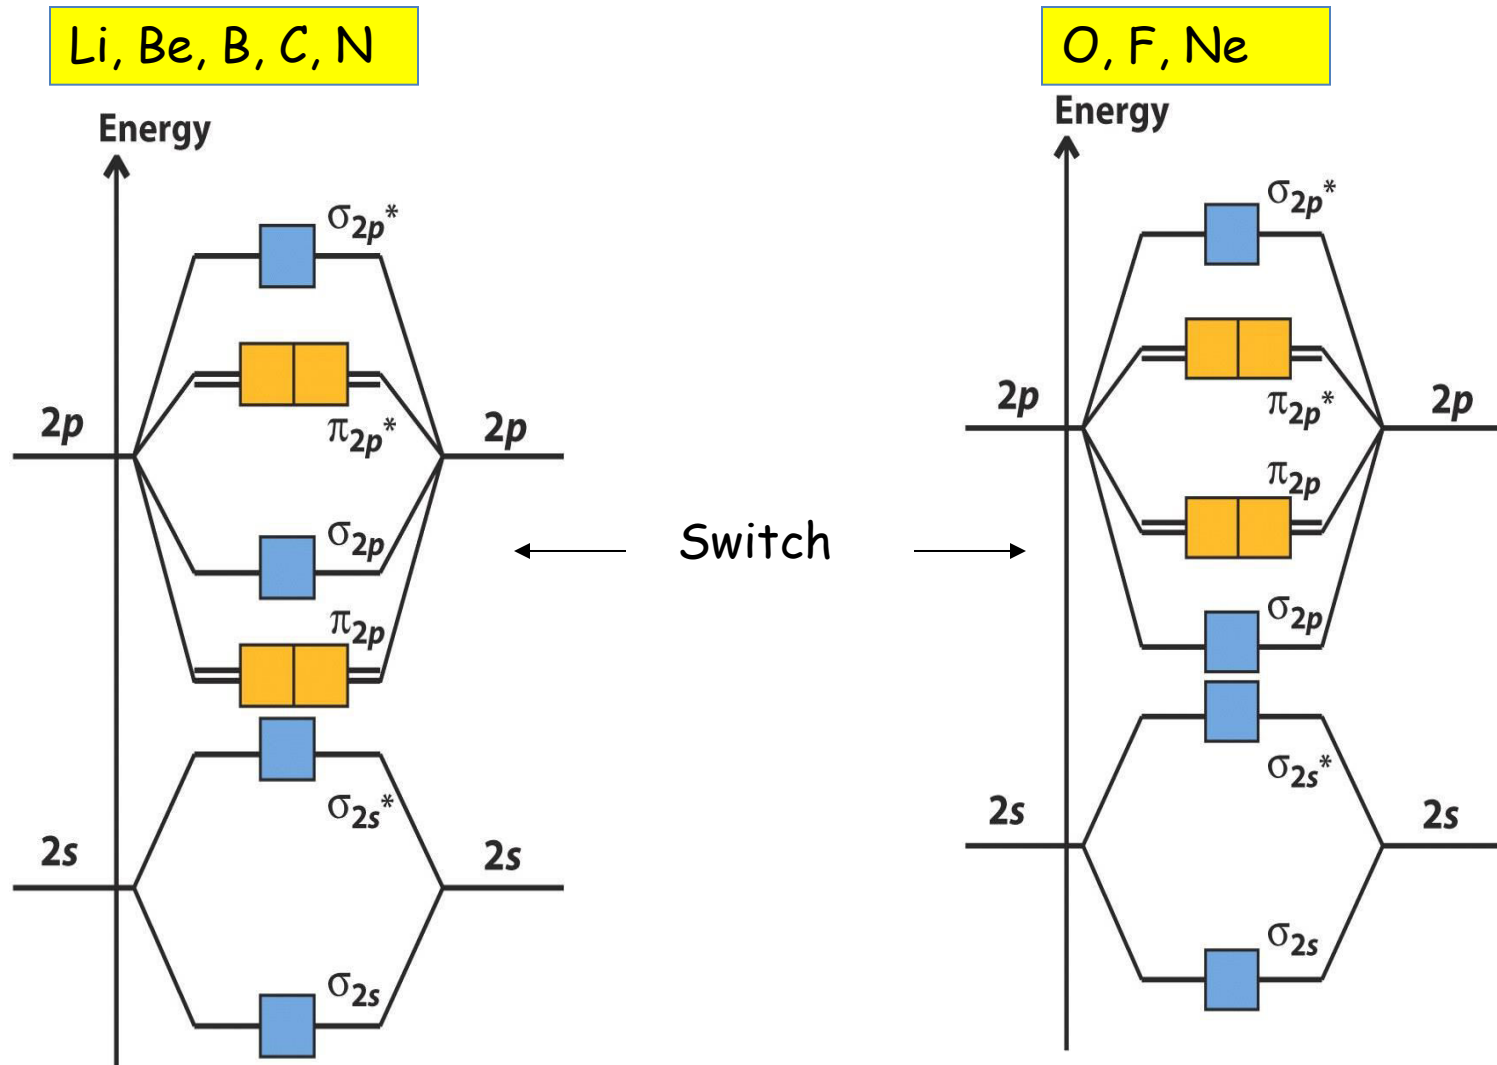 Li, Be, B, C, N
Energy
σ2p*
π2p*
2p
2p
σ2p
π2p
σ2s*
2s
2s
σ2s
Switch
O, F, Ne
Energy
σ2p*
π2p*
2p
2p
π2p
σ2p
σ2s*
2s
2s
σ2s